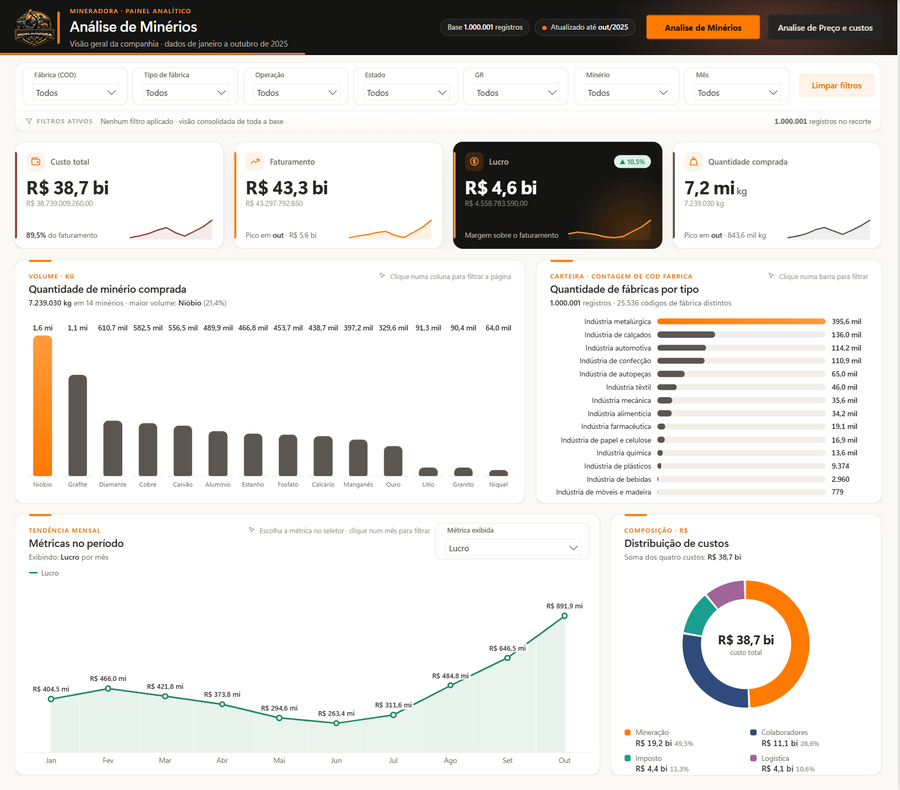 MINERADORA · PAINEL ANALÍTICO
Análise de Minérios
Visão geral da companhia · dados de janeiro a outubro de 2025
Base 1.000.001 registros
Atualizado até out/2025
Analise de Minérios
Analise de Preço e custos
Fábrica (COD)
Todos
Tipo de fábrica
Todos
Operação
Todos
Estado
Todos
GR
Todos
Minério
Todos
Mês
Todos
Limpar filtros
FILTROS ATIVOS Nenhum filtro aplicado · visão consolidada de toda a base
1.000.001 registros no recorte
Custo total
R$ 38,7 bi
R$ 38.739.009.260,00
89,5% do faturamento
Faturamento
R$ 43,3 bi
R$ 43.297.792.850
Pico em out · R$ 5,6 bi
Lucro
▲ 10,5%
R$ 4,6 bi
R$ 4.558.783.590,00
Margem sobre o faturamento
Quantidade comprada
7,2 mi kg
7.239.030 kg
Pico em out · 843,6 mil kg
VOLUME · KG
Clique numa coluna para filtrar a página
Quantidade de minério comprada
7.239.030 kg em 14 minérios · maior volume: Nióbio (21,4%)
1,6 mi 1,1 mi 610,7 mil 582,5 mil 556,5 mil 489,9 mil 466,8 mil 453,7 mil 438,7 mil 397,2 mil 329,6 mil 91,3 mil 90,4 mil 64,0 mil
Nióbio Grafite Diamante Cobre Carvão Alumínio Estanho Fosfato Calcário Manganês Ouro Lítio Granito Níquel
CARTEIRA · CONTAGEM DE COD FABRICA
Clique numa barra para filtrar
Quantidade de fábricas por tipo
1.000.001 registros · 25.536 códigos de fábrica distintos
Indústria metalúrgica 395,6 mil
Indústria de calçados 136,0 mil
Indústria automotiva 114,2 mil
Indústria de confecção 110,9 mil
Indústria de autopeças 65,0 mil
Indústria têxtil 46,0 mil
Indústria mecânica 35,6 mil
Indústria alimentícia 34,2 mil
Indústria farmacêutica 19,1 mil
Indústria de papel e celulose 16,9 mil
Indústria química 13,6 mil
Indústria de plásticos 9.374
Indústria de bebidas 2.960
Indústria de móveis e madeira 779
TENDÊNCIA MENSAL
Escolha a métrica no seletor · clique num mês para filtrar
Métrica exibida
Lucro
Métricas no período
Exibindo: Lucro por mês
Lucro
R$ 404,5 mi R$ 466,0 mi R$ 421,8 mi R$ 373,8 mi R$ 294,6 mi R$ 263,4 mi R$ 311,6 mi R$ 484,8 mi R$ 646,5 mi R$ 891,9 mi
Jan Fev Mar Abr Mai Jun Jul Ago Set Out
COMPOSIÇÃO · R$
Distribuição de custos
Soma dos quatro custos: R$ 38,7 bi
R$ 38,7 bi
custo total
Mineração
R$ 19,2 bi 49,5%
Colaboradores
R$ 11,1 bi 28,6%
Imposto
R$ 4,4 bi 11,3%
Logística
R$ 4,1 bi 10,6%